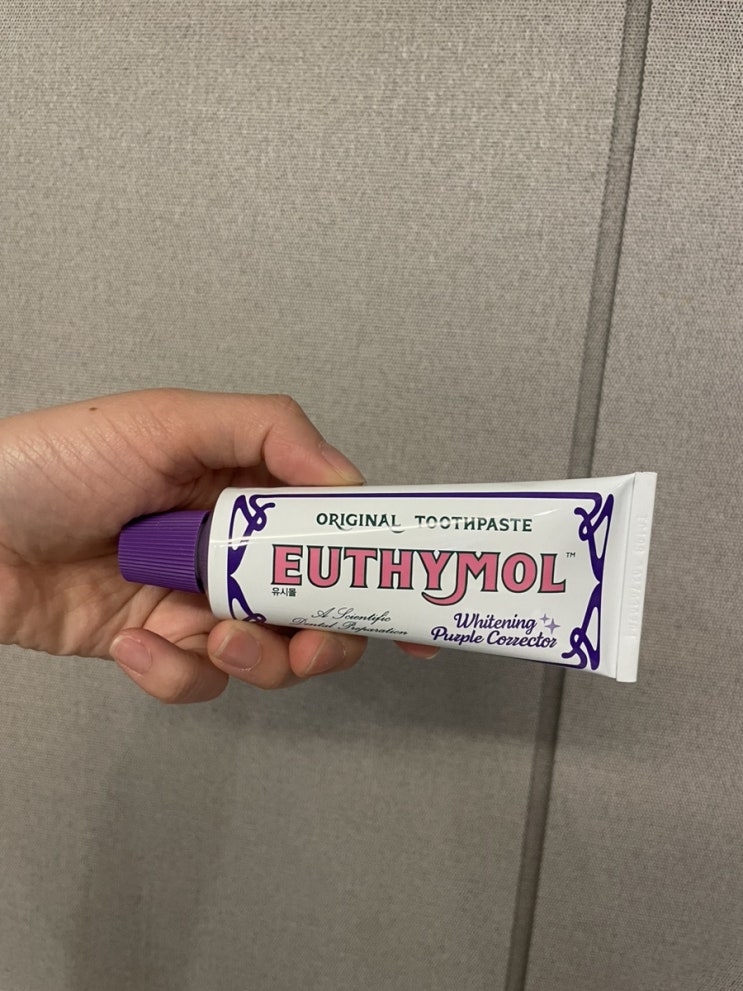 ORIGINAL TOOTHPASTE
EUTHYMOL™
유시몰
A Scientific
Dental Preparation
Whitening
Purple Corrector